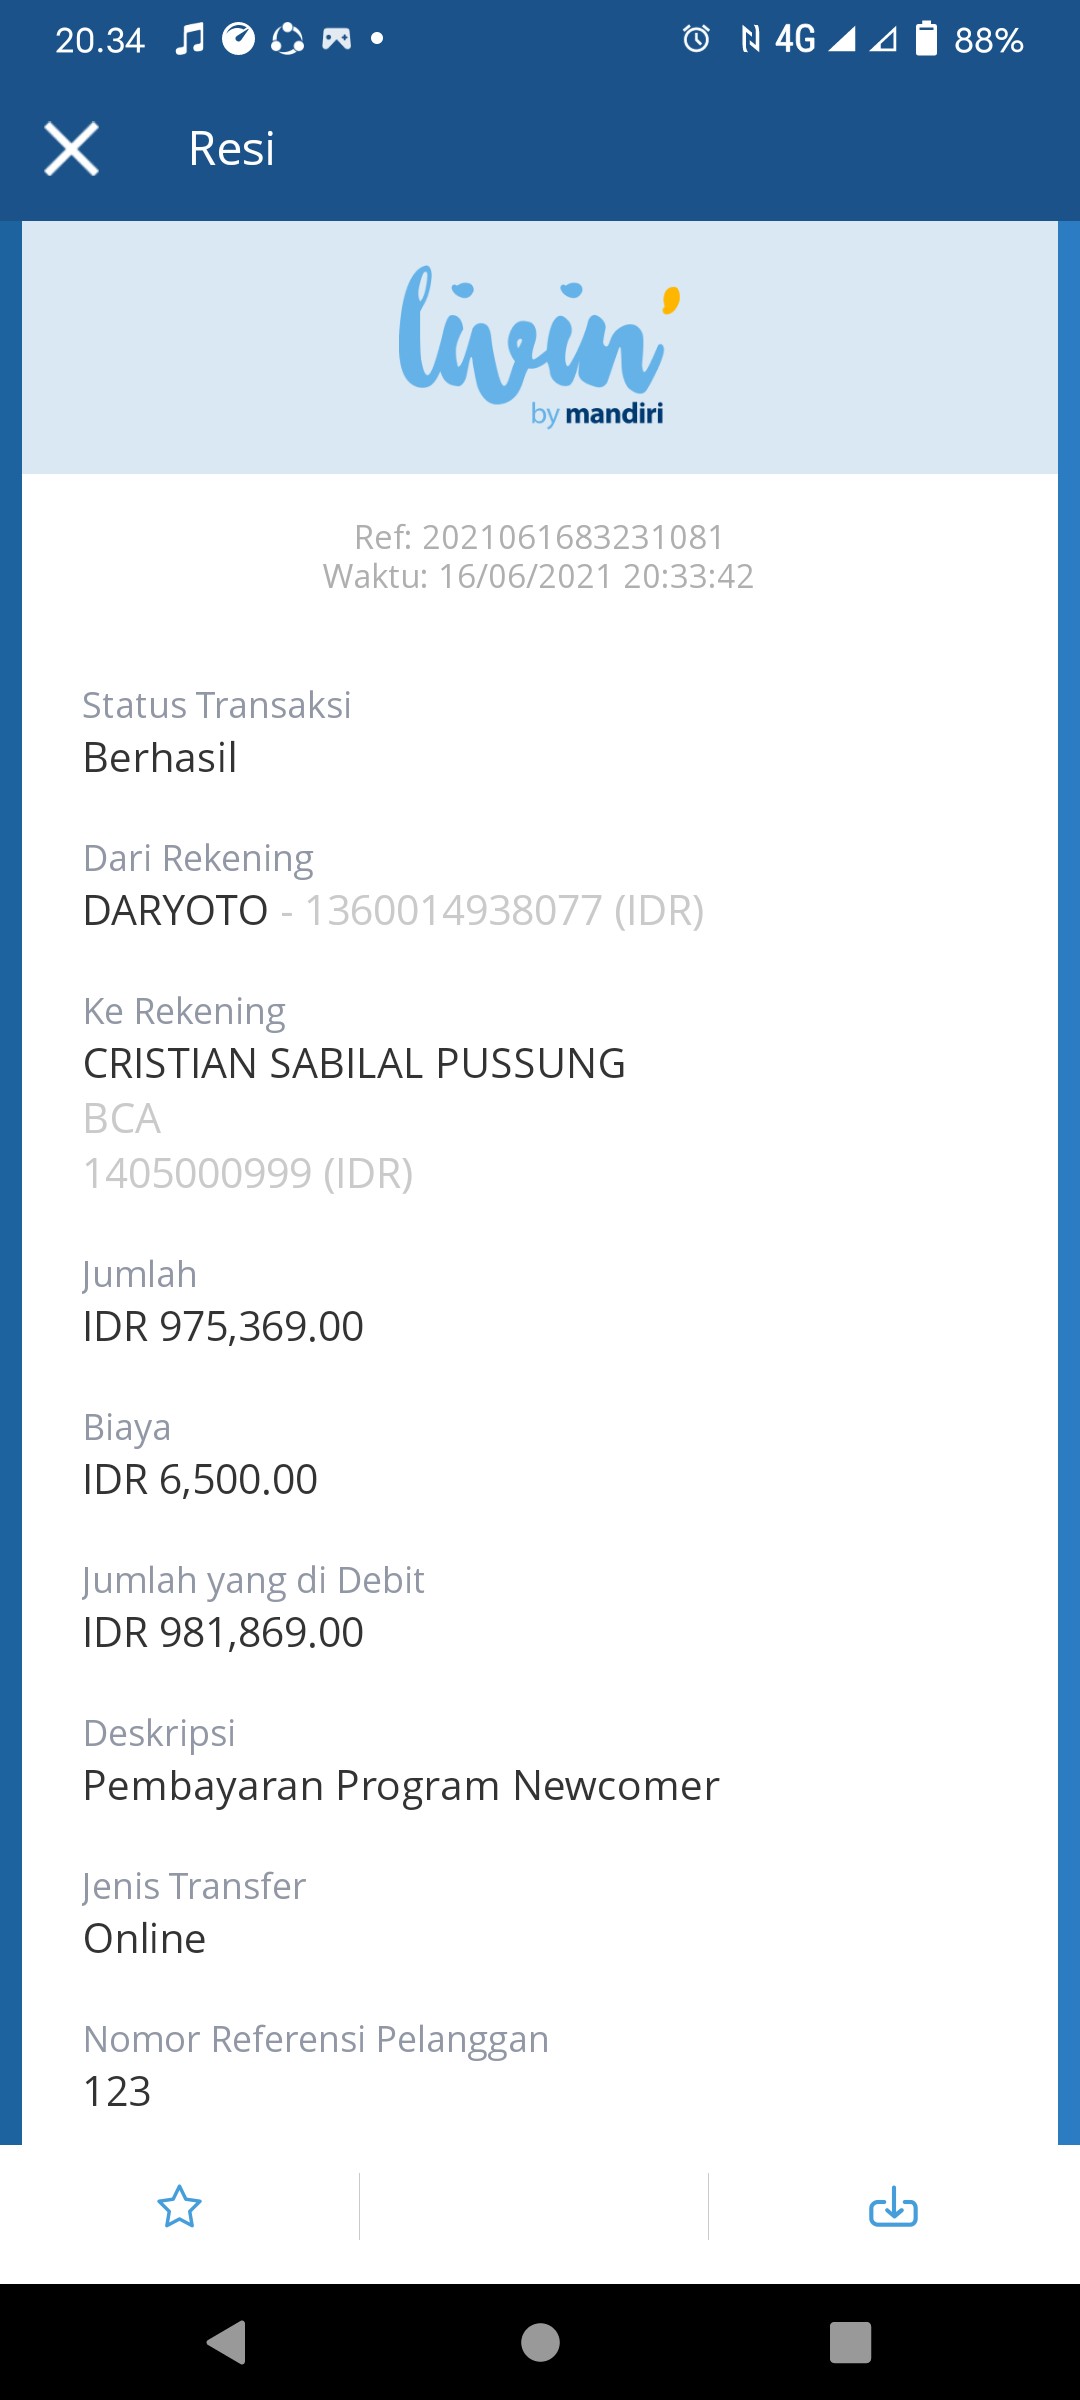 20.34
4G
88%
Resi
livin'
by mandiri
Ref: 2021061683231081
Waktu: 16/06/2021 20:33:42
Status Transaksi
Berhasil
Dari Rekening
DARYOTO - 1360014938077 (IDR)
Ke Rekening
CRISTIAN SABILAL PUSSUNG
BCA
1405000999 (IDR)
Jumlah
IDR 975,369.00
Biaya
IDR 6,500.00
Jumlah yang di Debit
IDR 981,869.00
Deskripsi
Pembayaran Program Newcomer
Jenis Transfer
Online
Nomor Referensi Pelanggan
123